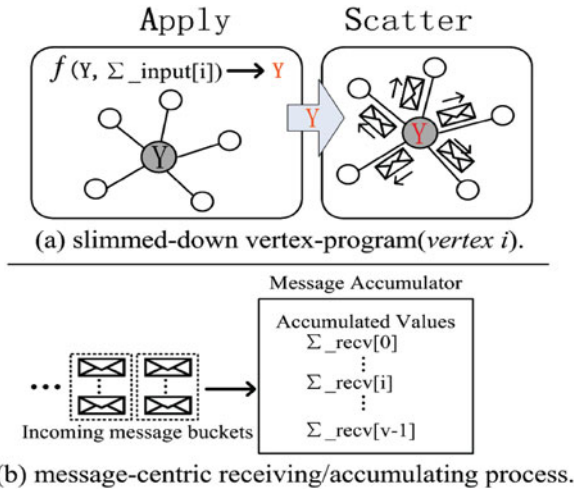 Apply
Scatter
f (Y, Σ_input[i]) Y
Y
Y
Y
(a) slimmed-down vertex-program(vertex i).
Message Accumulator
Accumulated Values
Σ_recv[0]
Σ_recv[i]
Σ_recv[v-1]
Incoming message buckets
(b) message-centric receiving/accumulating process.